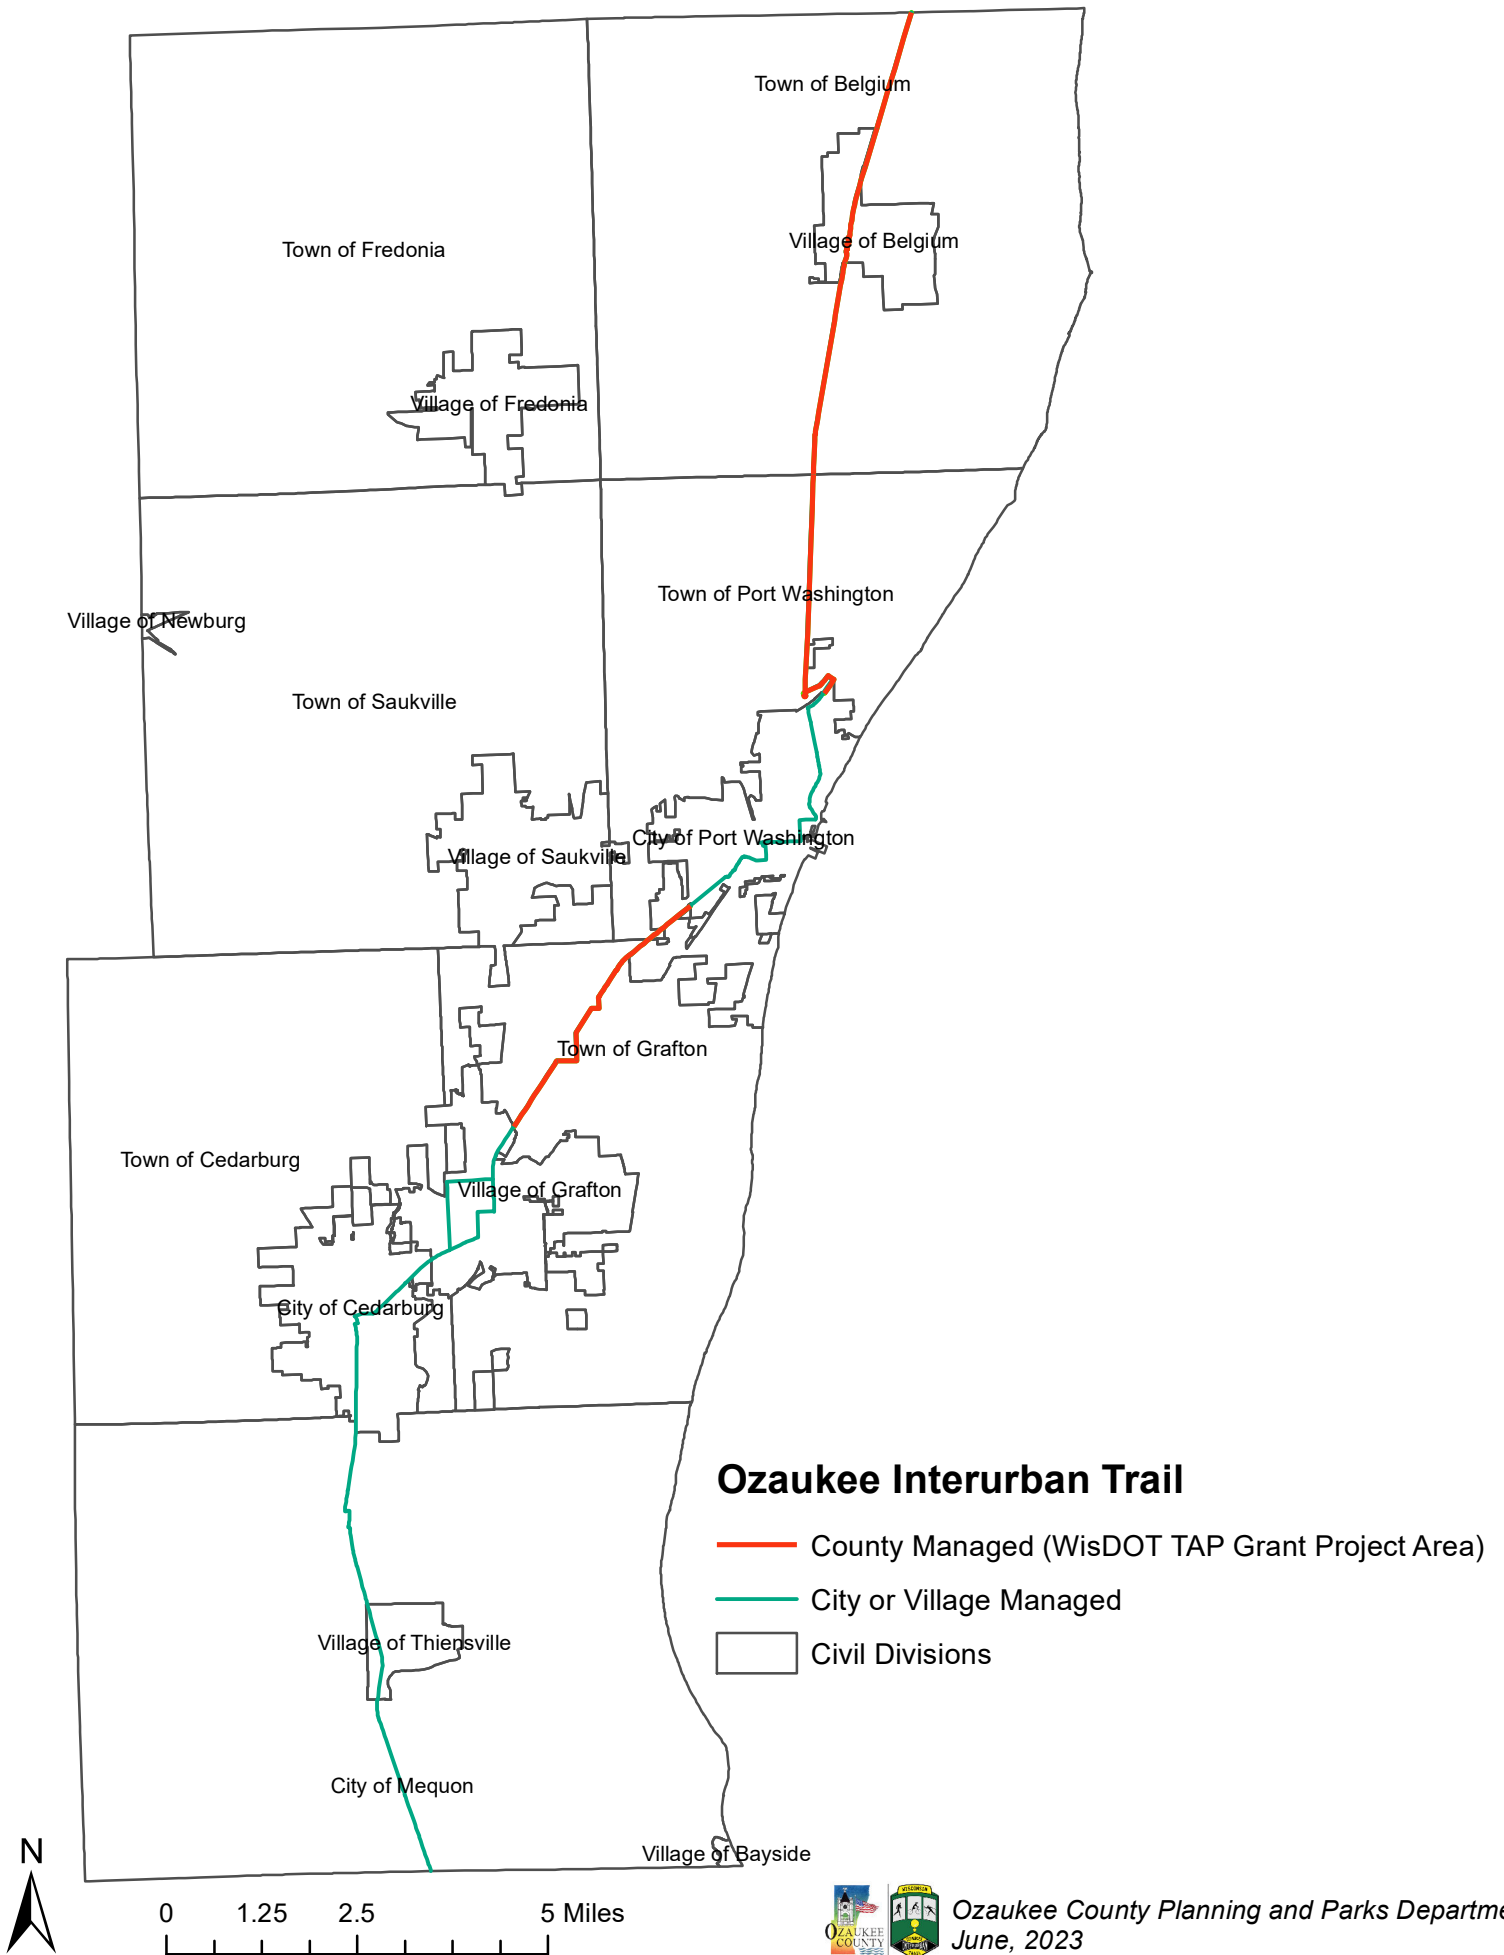 Town of Belgium
Village of Belgium
Town of Fredonia
Village of Fredonia
Town of Port Washington
Village of Newburg
Town of Saukville
City of Port Washington
Village of Saukville
Town of Grafton
Town of Cedarburg
Village of Grafton
City of Cedarburg
Ozaukee Interurban Trail
County Managed (WisDOT TAP Grant Project Area)
City or Village Managed
Civil Divisions
Village of Thiensville
City of Mequon
Village of Bayside
N
0 1.25 2.5 5 Miles
OZAUKEE
COUNTY
WISCONSIN
Ozaukee County Planning and Parks Departme
June, 2023